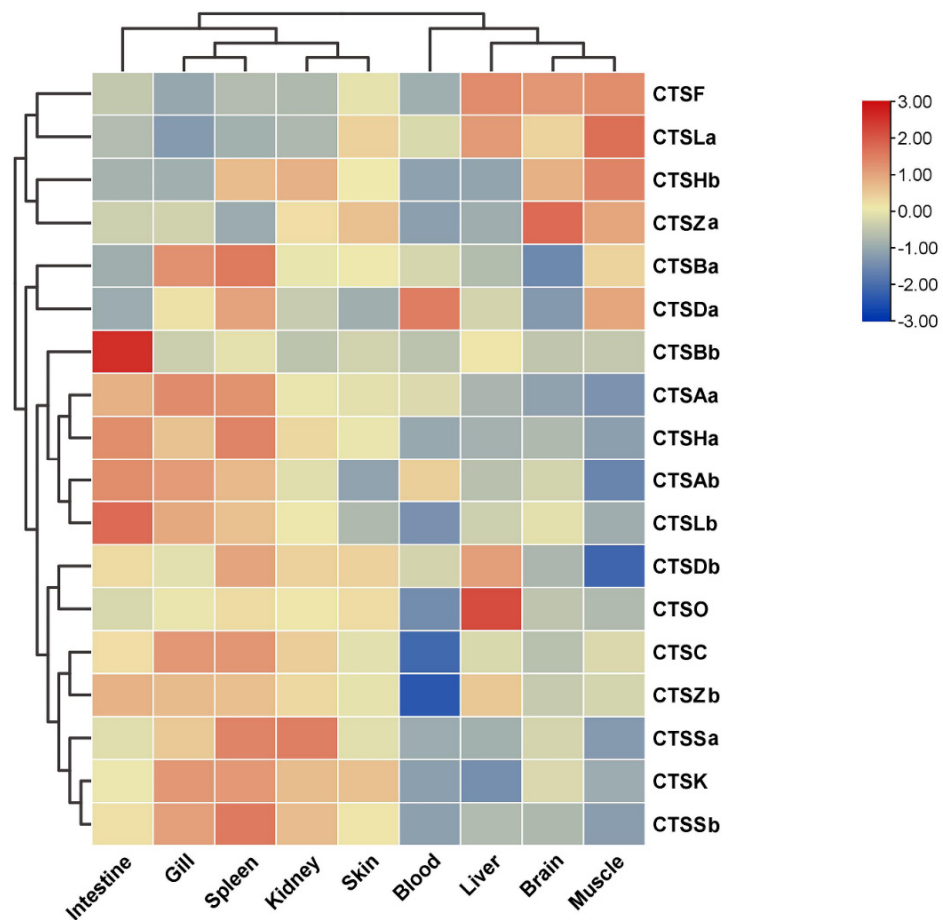 CTSF
CTSLa
CTSHb
CTSZa
CTSBa
CTSDa
CTSBb
CTSAa
CTSHa
CTSAb
CTSLb
CTSDb
CTSO
CTSC
CTSZb
CTSSa
CTSK
CTSSb
Intestine
Gill
Spleen
Kidney
Skin
Blood
Liver
Brain
Muscle
3.00
2.00
1.00
0.00
-1.00
-2.00
-3.00